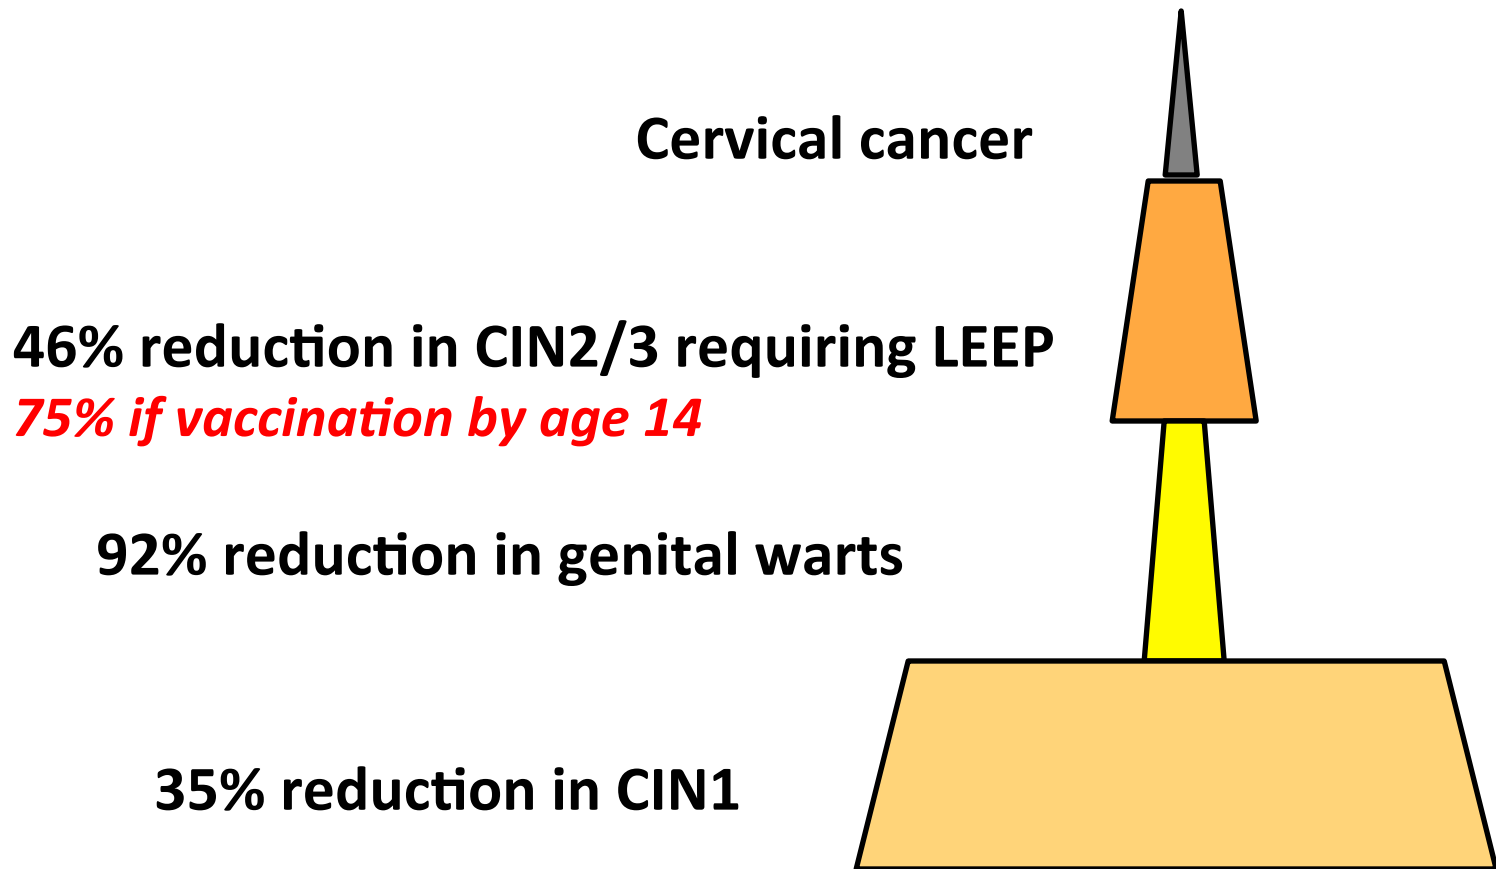 Cervical cancer
46% reduction in CIN2/3 requiring LEEP
75% if vaccination by age 14
92% reduction in genital warts
35% reduction in CIN1